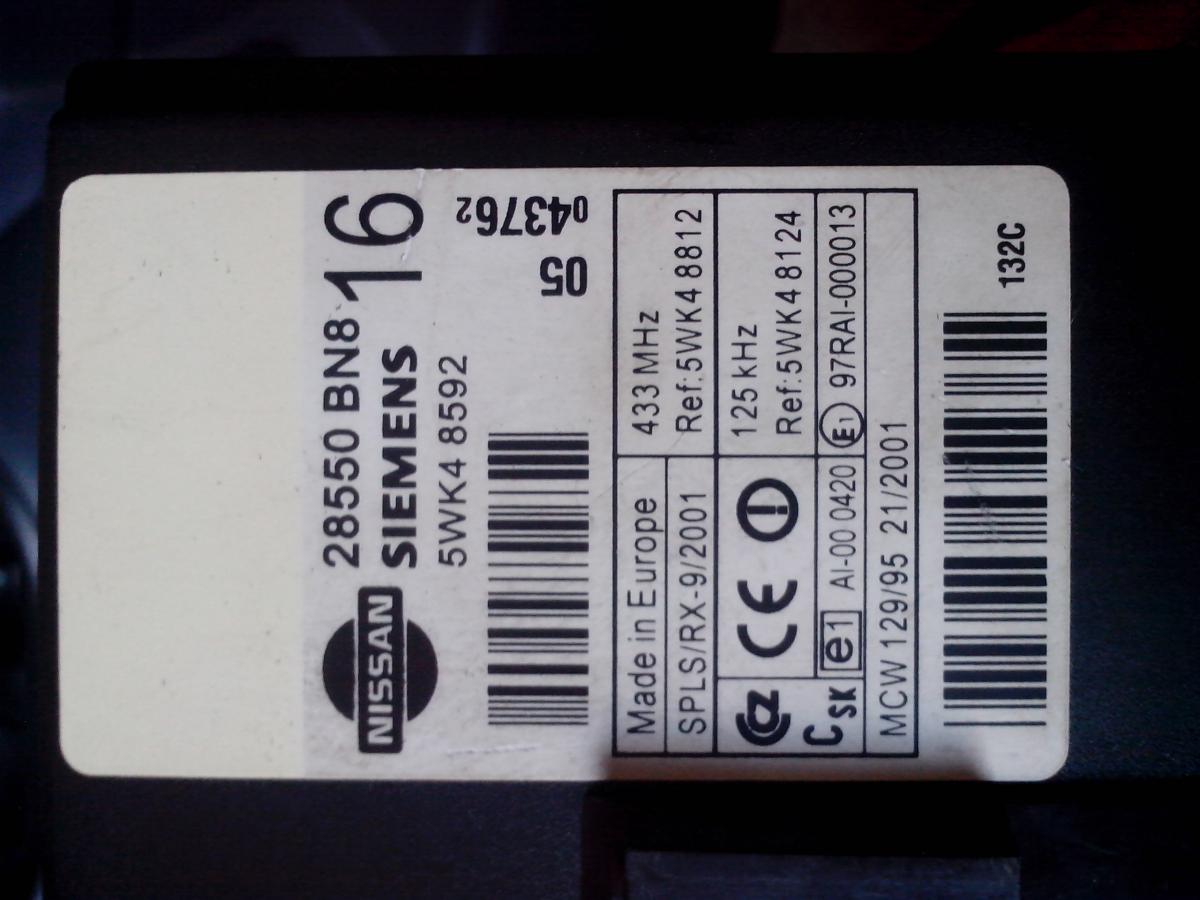 NISSAN
28550 BN8 16
SIEMENS
5WK4 8592
05 043762
Made in Europe
433 MHz
SPLS/RX-9/2001
Ref:5WK4 8812
CE
125 kHz
Ref:5WK4 8124
C SK
e1 AI-00 0420
E1 97RAI-000013
MCW 129/95 21/2001
132C